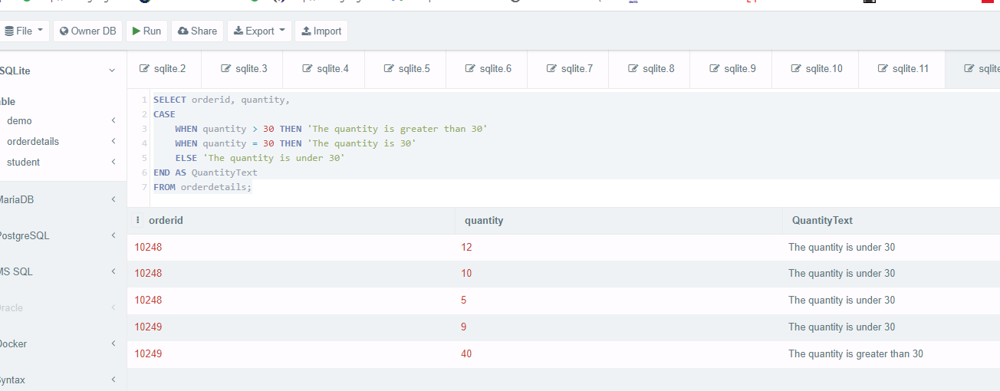 File Owner DB Run Share Export Import
SQLite sqlite.2 sqlite.3 sqlite.4 sqlite.5 sqlite.6 sqlite.7 sqlite.8 sqlite.9 sqlite.10 sqlite.11 sqlite
ble
demo
orderdetails
student
MariaDB
PostgreSQL
MS SQL
racle
Docker
yntax
1 SELECT orderid, quantity,
2 CASE
3 WHEN quantity > 30 THEN 'The quantity is greater than 30'
4 WHEN quantity = 30 THEN 'The quantity is 30'
5 ELSE 'The quantity is under 30'
6 END AS QuantityText
7 FROM orderdetails;
orderid quantity QuantityText
10248 12 The quantity is under 30
10248 10 The quantity is under 30
10248 5 The quantity is under 30
10249 9 The quantity is under 30
10249 40 The quantity is greater than 30